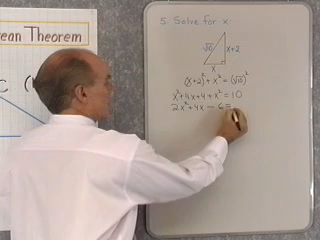 ean Theorem
C
5. Solve for x
√10
x+2
x
(x+2)² + x² = (√10)²
x² + 4x + 4 + x² = 10
2x² + 4x - 6 =